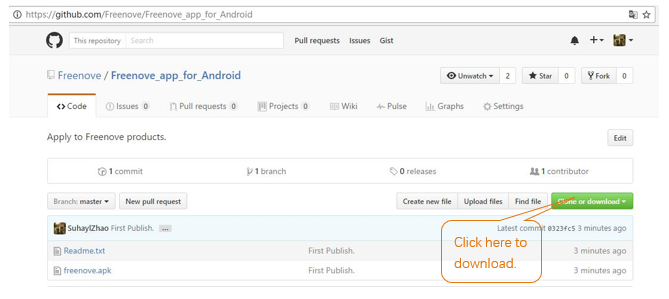 https://github.com/Freenove/Freenove_app_for_Android
This repository Search Pull requests Issues Gist
Freenove / Freenove_app_for_Android Unwatch 2 Star 0 Fork 0
Code Issues 0 Pull requests 0 Projects 0 Wiki Pulse Graphs Settings
Apply to Freenove products. Edit
1 commit 1 branch 0 releases 1 contributor
Branch: master New pull request Create new file Upload files Find file Clone or download
SuhaylZhao First Publish. ... Latest commit 0323fc5 3 minutes ago
Readme.txt First Publish. 3 minutes ago
freenove.apk First Publish. 3 minutes ago
Click here to
download.